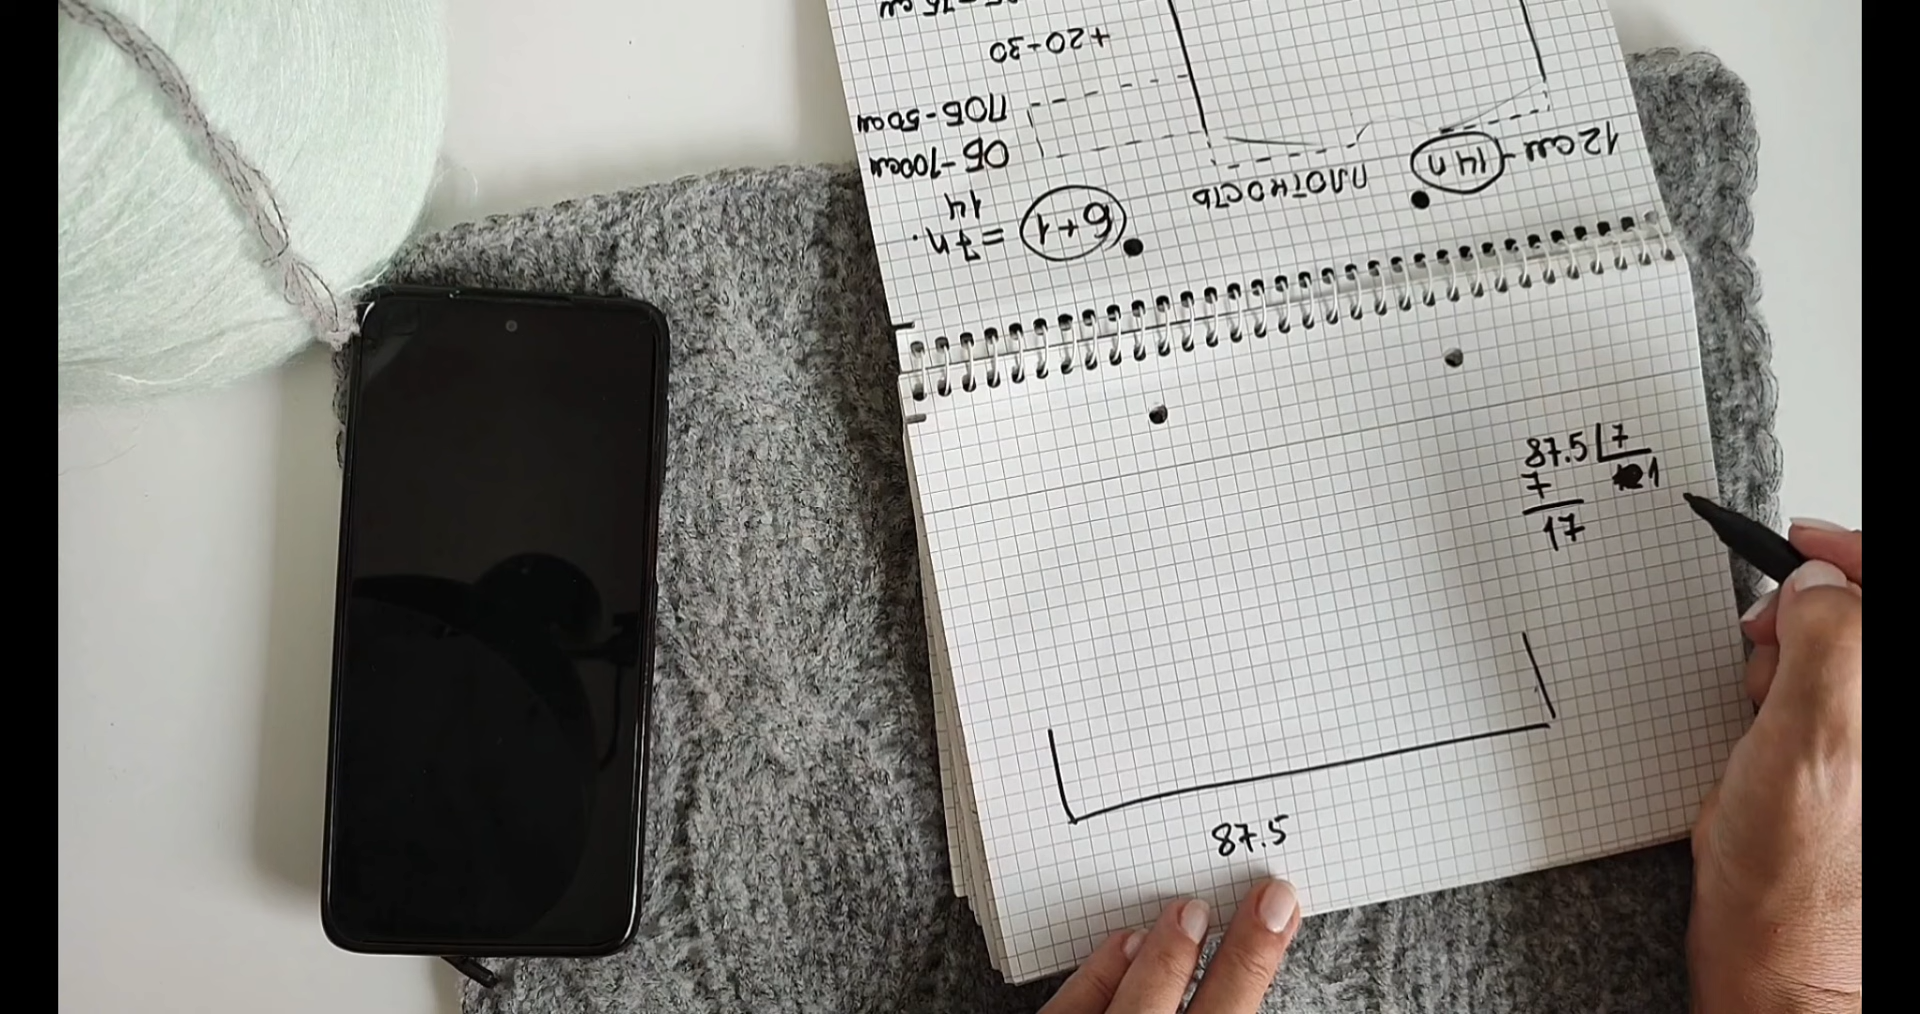 12см - 14п
плотность
6+1 = 7п.
14
ОБ-100см
ПОБ-50см
+20-30
87.5 7
7 1
17
87.5